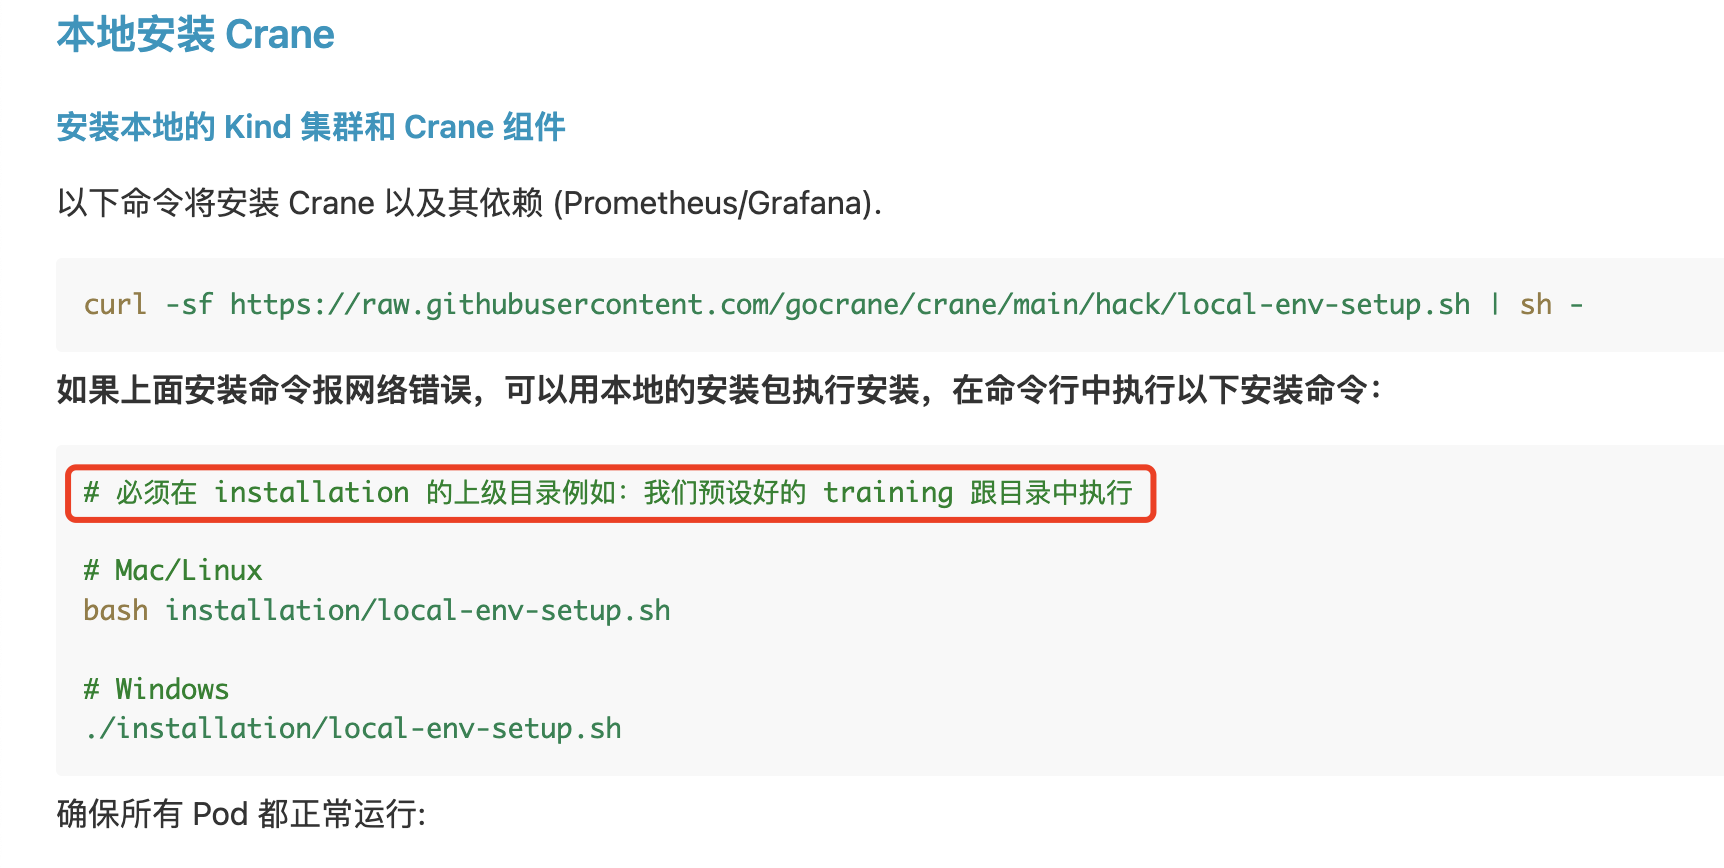 本地安装 Crane
安装本地的 Kind 集群和 Crane 组件
以下命令将安装 Crane 以及其依赖 (Prometheus/Grafana).
curl -sf https://raw.githubusercontent.com/gocrane/crane/main/hack/local-env-setup.sh | sh -
如果上面安装命令报网络错误，可以用本地的安装包执行安装，在命令行中执行以下安装命令：
# 必须在 installation 的上级目录例如：我们预设好的 training 跟目录中执行
# Mac/Linux
bash installation/local-env-setup.sh
# Windows
./installation/local-env-setup.sh
确保所有 Pod 都正常运行: